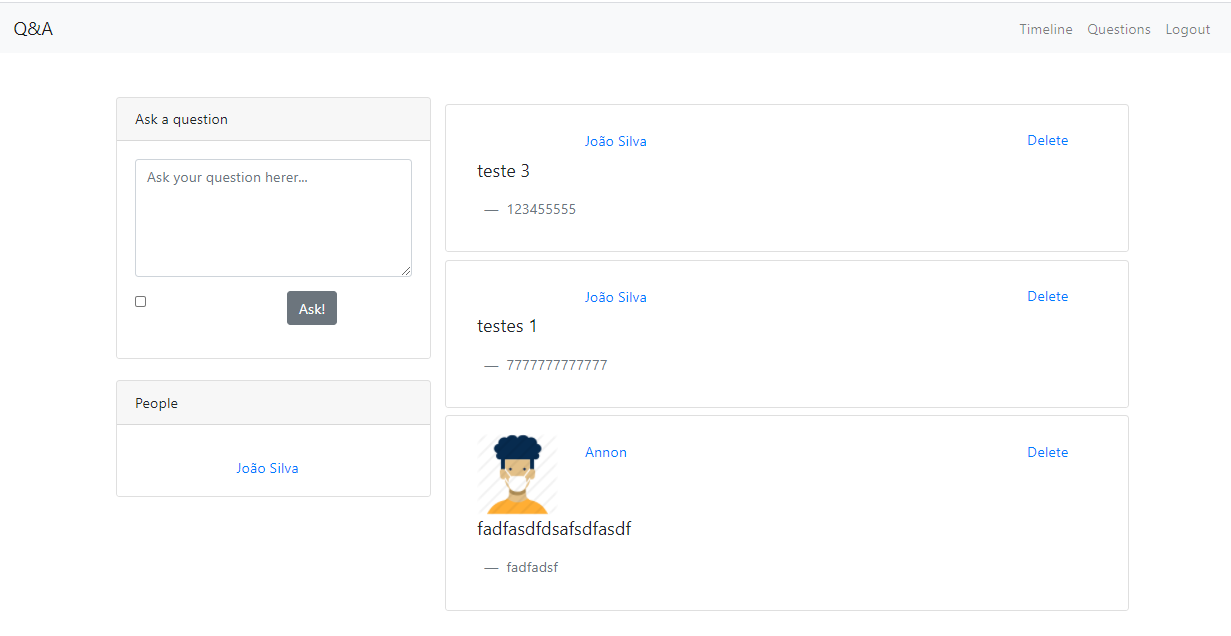 Q&A
Timeline Questions Logout
Ask a question
Ask your question herer...
Ask!
People
João Silva
João Silva Delete
teste 3
— 123455555
João Silva Delete
testes 1
— 7777777777777
Annon Delete
fadfasdfdsafsdfasdf
— fadfadsf